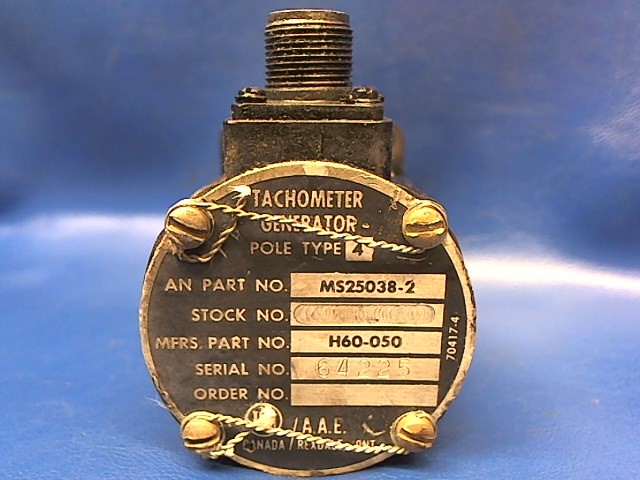 TACHOMETER
GENERATOR
POLE TYPE 4
AN PART NO. MS25038-2
STOCK NO.
MFRS. PART NO. H60-050
SERIAL NO. 64225
ORDER NO.
/A.A.E.
CANADA / REXDALE ONT
70417-4